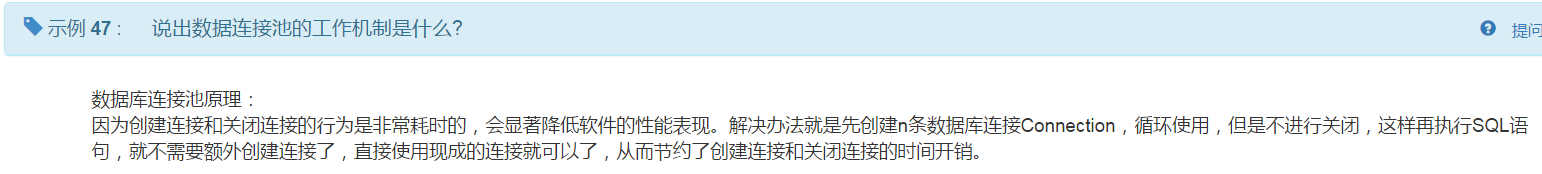 示例 47： 说出数据连接池的工作机制是什么? 提问
数据库连接池原理：
因为创建连接和关闭连接的行为是非常耗时的，会显著降低软件的性能表现。解决办法就是先创建n条数据库连接Connection，循环使用，但是不进行关闭，这样再执行SQL语
句，就不需要额外创建连接了，直接使用现成的连接就可以了，从而节约了创建连接和关闭连接的时间开销。